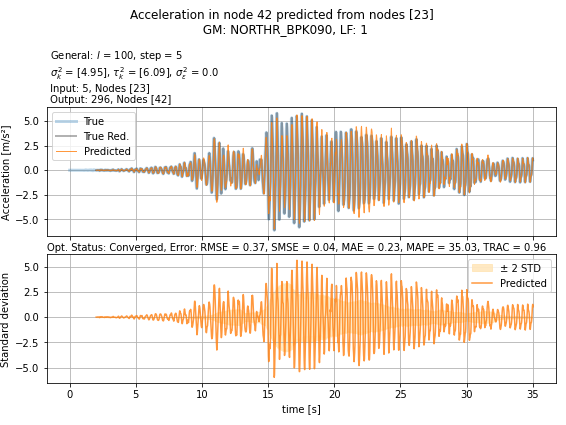 Acceleration in node 42 predicted from nodes [23]
GM: NORTHR_BPK090, LF: 1
General: l = 100, step = 5
σ²ₖ = [4.95], τ²ₖ = [6.09], σ²ε = 0.0
Input: 5, Nodes [23]
Output: 296, Nodes [42]
True
True Red.
Predicted
Acceleration [m/s²]
5.0
2.5
0.0
−2.5
−5.0
Opt. Status: Converged, Error: RMSE = 0.37, SMSE = 0.04, MAE = 0.23, MAPE = 35.03, TRAC = 0.96
± 2 STD
Predicted
Standard deviation
5.0
2.5
0.0
−2.5
−5.0
0 5 10 15 20 25 30 35
time [s]